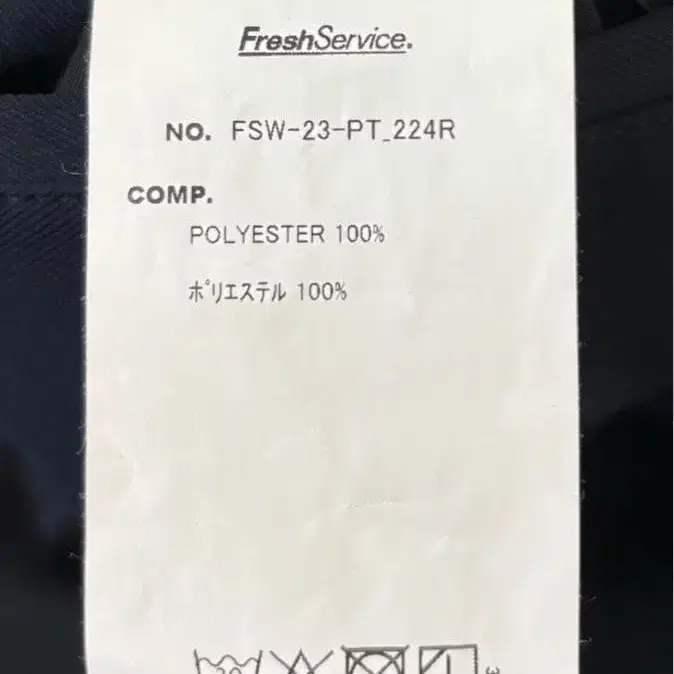 FreshService.
NO. FSW-23-PT_224R
COMP.
POLYESTER 100%
ﾎﾟﾘｴｽﾃﾙ 100%